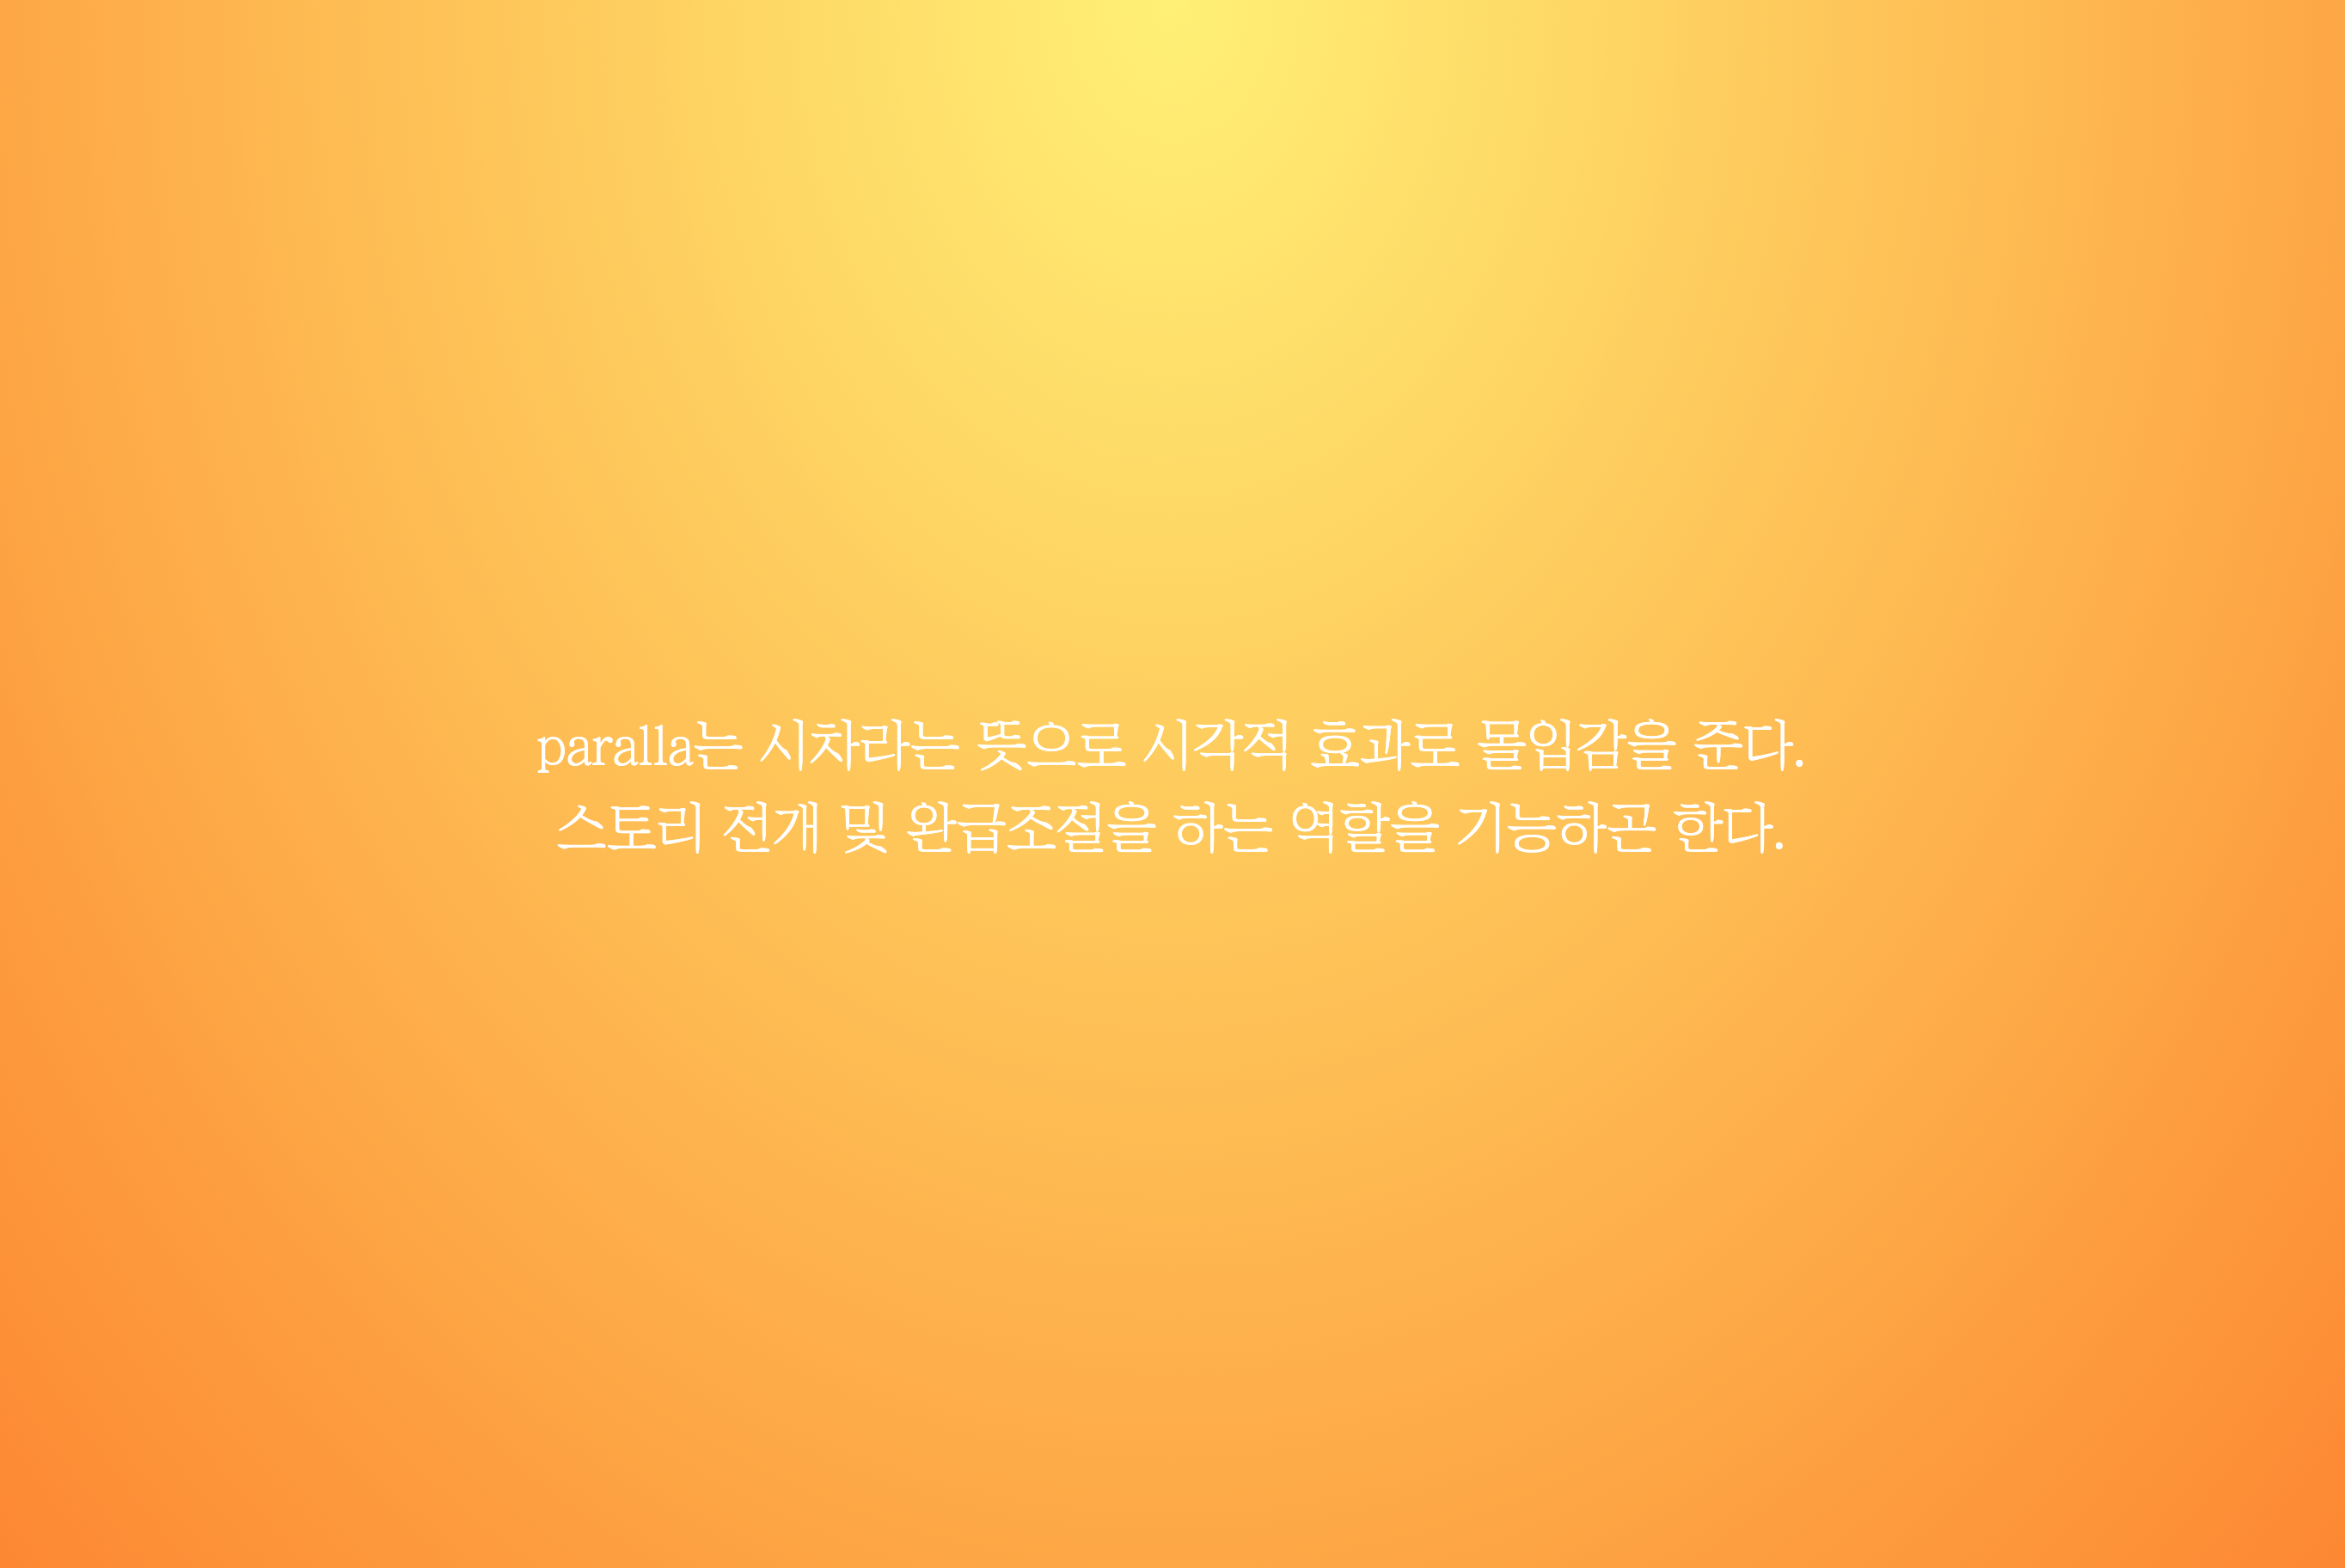 paralla는 시차라는 뜻으로 시각적 효과로 몰입감을 준다.
스토리 전개 및 완급조절을 하는 역할을 기능하고 한다.